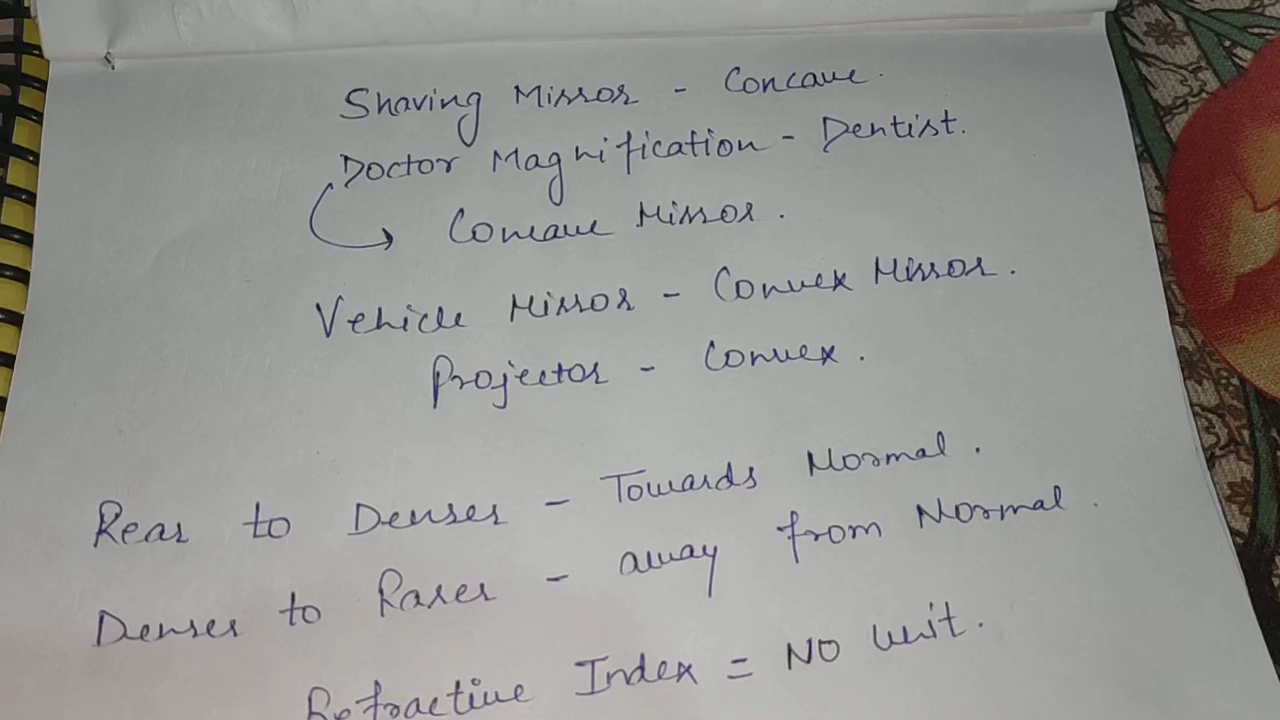 Shaving Mirror - Concave.
Doctor Magnification - Dentist.
Concave Mirror.
Vehicle Mirror - Convex Mirror.
Projector - Convex.
Rear to Denser - Towards Normal.
Denser to Rarer - away from Normal.
Refractive Index = NO Unit.